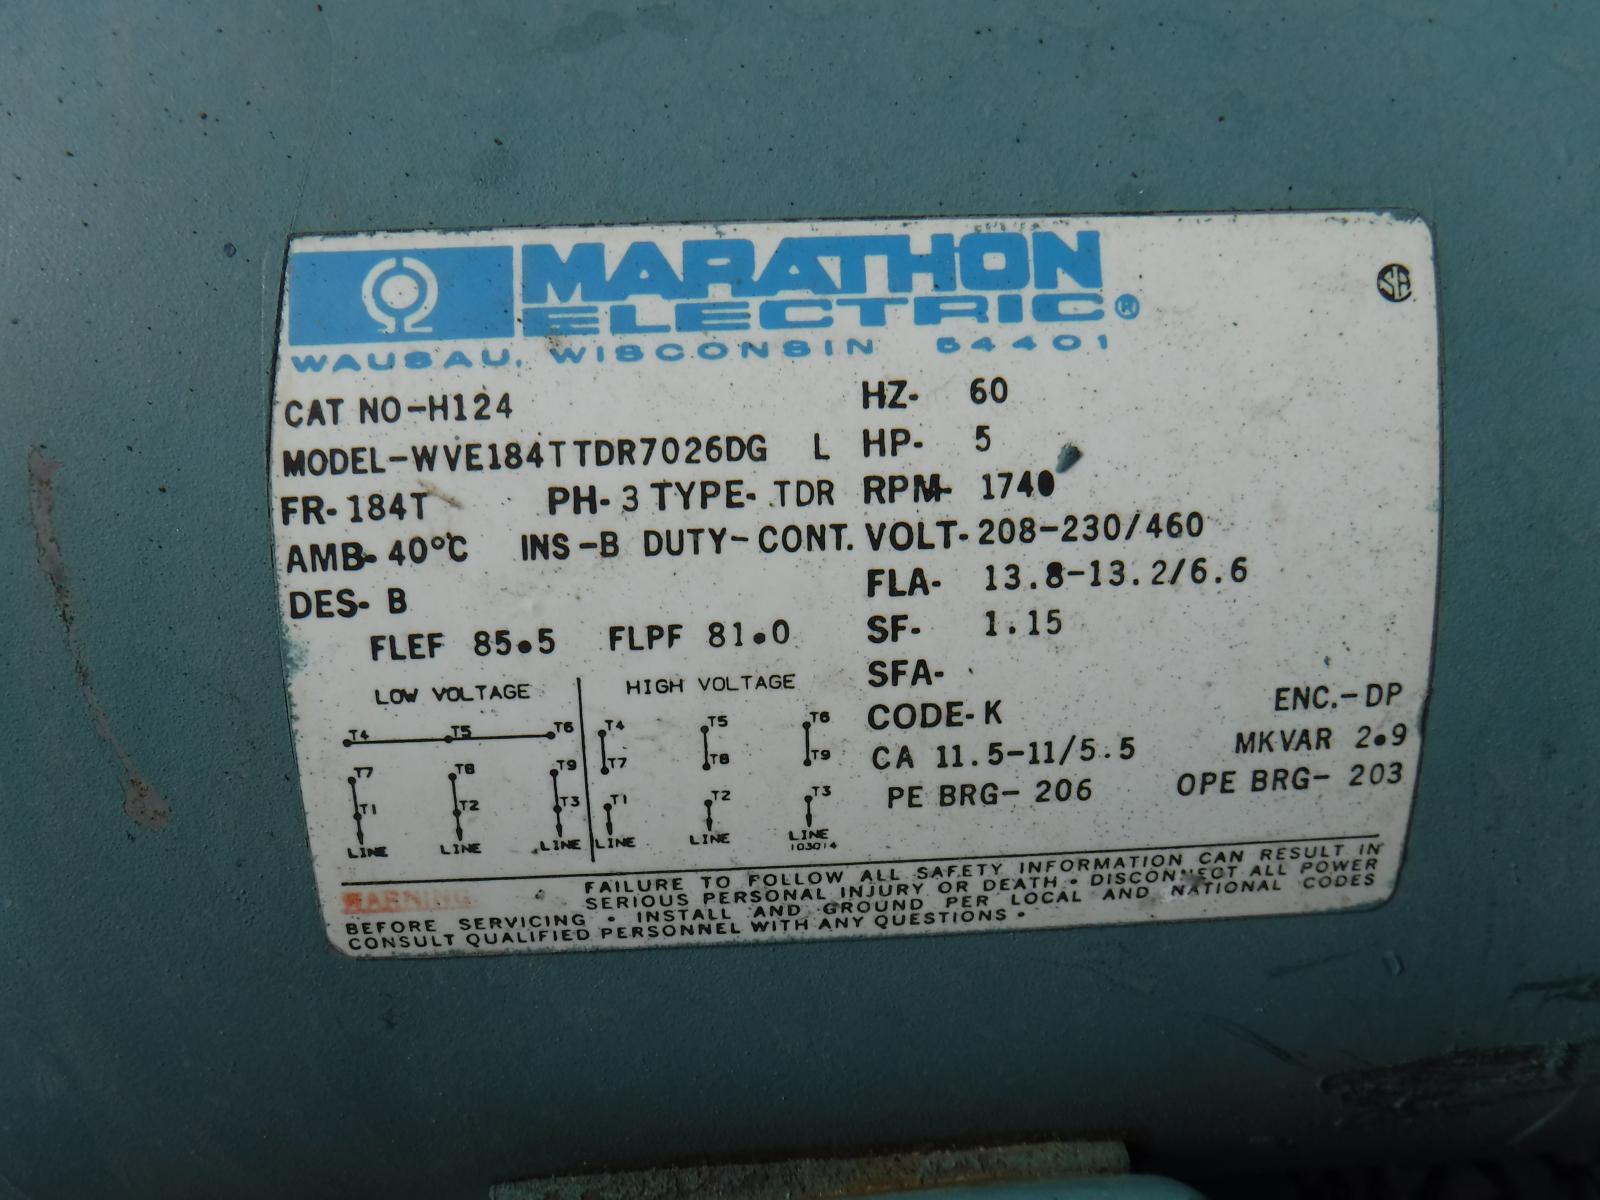 MARATHON
ELECTRIC®
WAUSAU, WISCONSIN 54401
SA
CAT NO-H124
HZ- 60
MODEL-WVE184TTDR7026DG L
HP- 5
FR-184T PH-3 TYPE-TDR
RPM- 1740
AMB-40°C INS-B DUTY-CONT.
VOLT-208-230/460
DES-B
FLA- 13.8-13.2/6.6
FLEF 85.5 FLPF 81.0
SF- 1.15
SFA-
LOW VOLTAGE HIGH VOLTAGE
CODE-K ENC.-DP
CA 11.5-11/5.5 MKVAR 2.9
PE BRG-206 OPE BRG-203
T4 T5 T6 T4 T5 T6
T7 T8 T9 T7 T8 T9
T1 T2 T3 T1 T2 T3
LINE LINE LINE LINE LINE LINE
103014
WARNING FAILURE TO FOLLOW ALL SAFETY INFORMATION CAN RESULT IN
SERIOUS PERSONAL INJURY OR DEATH • DISCONNECT ALL POWER
BEFORE SERVICING • INSTALL AND GROUND PER LOCAL AND NATIONAL CODES
CONSULT QUALIFIED PERSONNEL WITH ANY QUESTIONS •